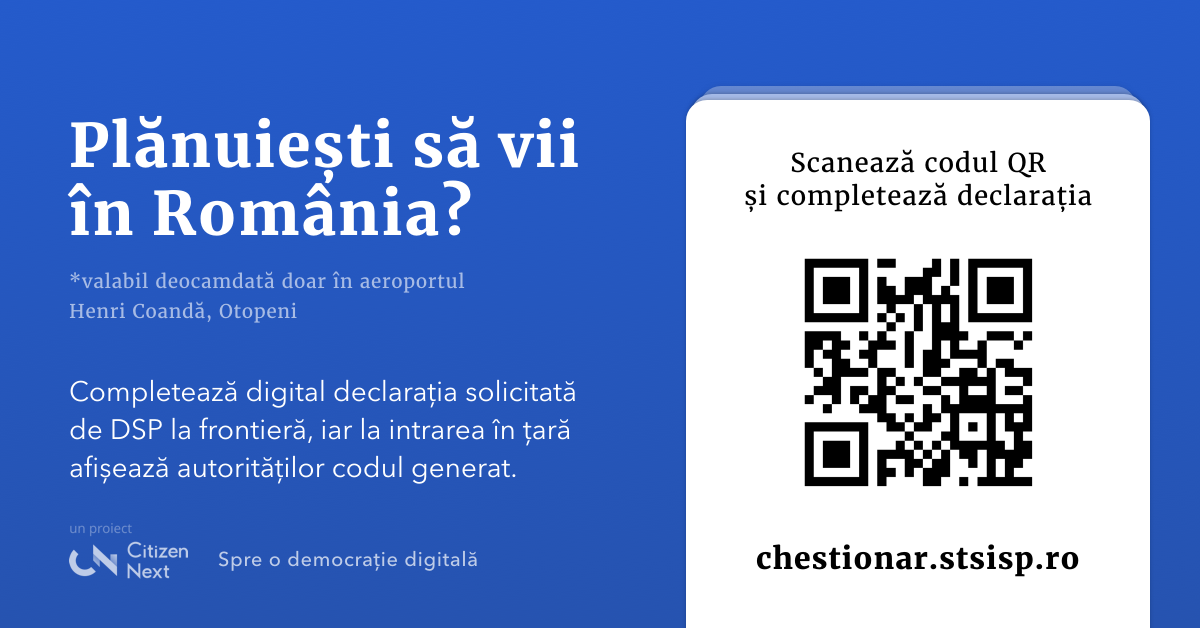 Plănuiești să vii
în România?
*valabil deocamdată doar în aeroportul
Henri Coandă, Otopeni
Completează digital declarația solicitată
de DSP la frontieră, iar la intrarea în țară
afișează autorităților codul generat.
un proiect
Citizen
Next
Spre o democrație digitală
Scanează codul QR
și completează declarația
chestionar.stsisp.ro